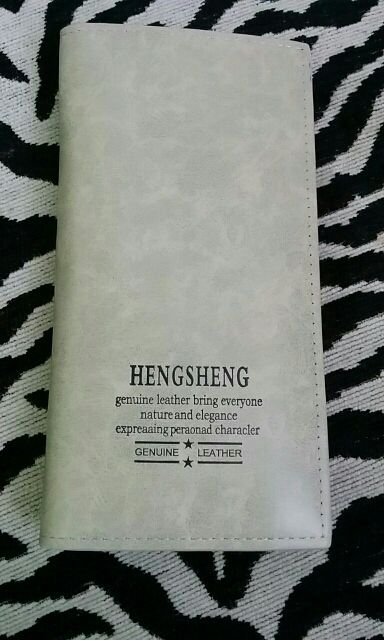 HENGSHENG
genuine leather bring everyone
nature and elegance
expreaaing peraonad characler
GENUINE ★ LEATHER
★